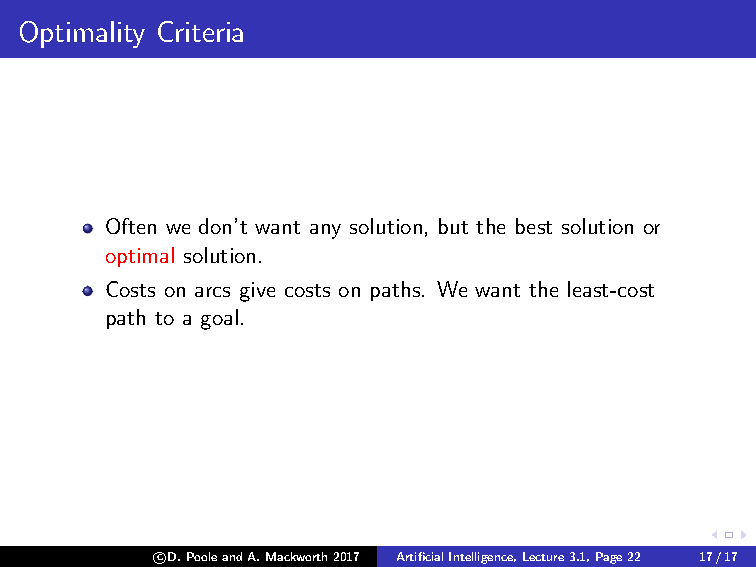 Optimality Criteria
Often we don't want any solution, but the best solution or
optimal solution.
Costs on arcs give costs on paths. We want the least-cost
path to a goal.
©D. Poole and A. Mackworth 2017
Artificial Intelligence, Lecture 3.1, Page 22
17 / 17